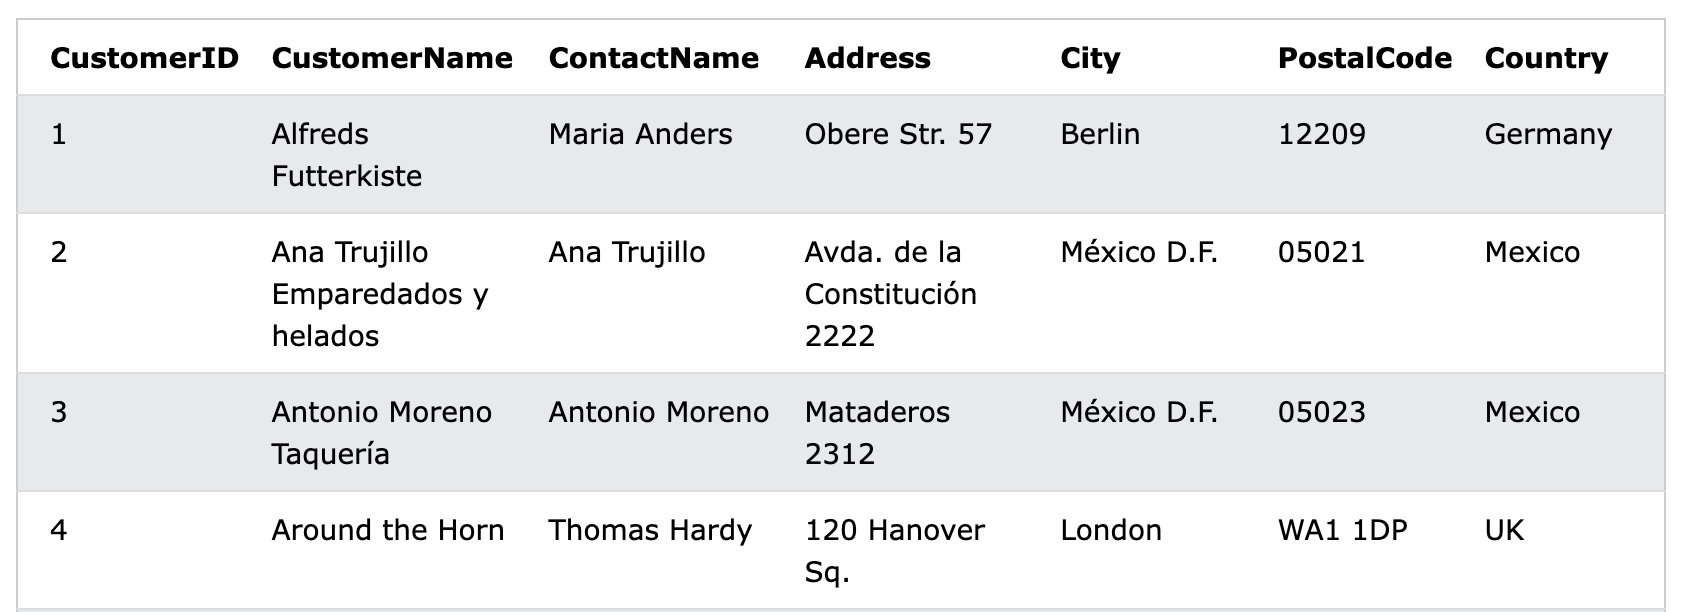 CustomerID CustomerName ContactName Address City PostalCode Country
1 Alfreds Maria Anders Obere Str. 57 Berlin 12209 Germany
Futterkiste
2 Ana Trujillo Ana Trujillo Avda. de la México D.F. 05021 Mexico
Emparedados y Constitución
helados 2222
3 Antonio Moreno Antonio Moreno Mataderos México D.F. 05023 Mexico
Taquería 2312
4 Around the Horn Thomas Hardy 120 Hanover London WA1 1DP UK
Sq.